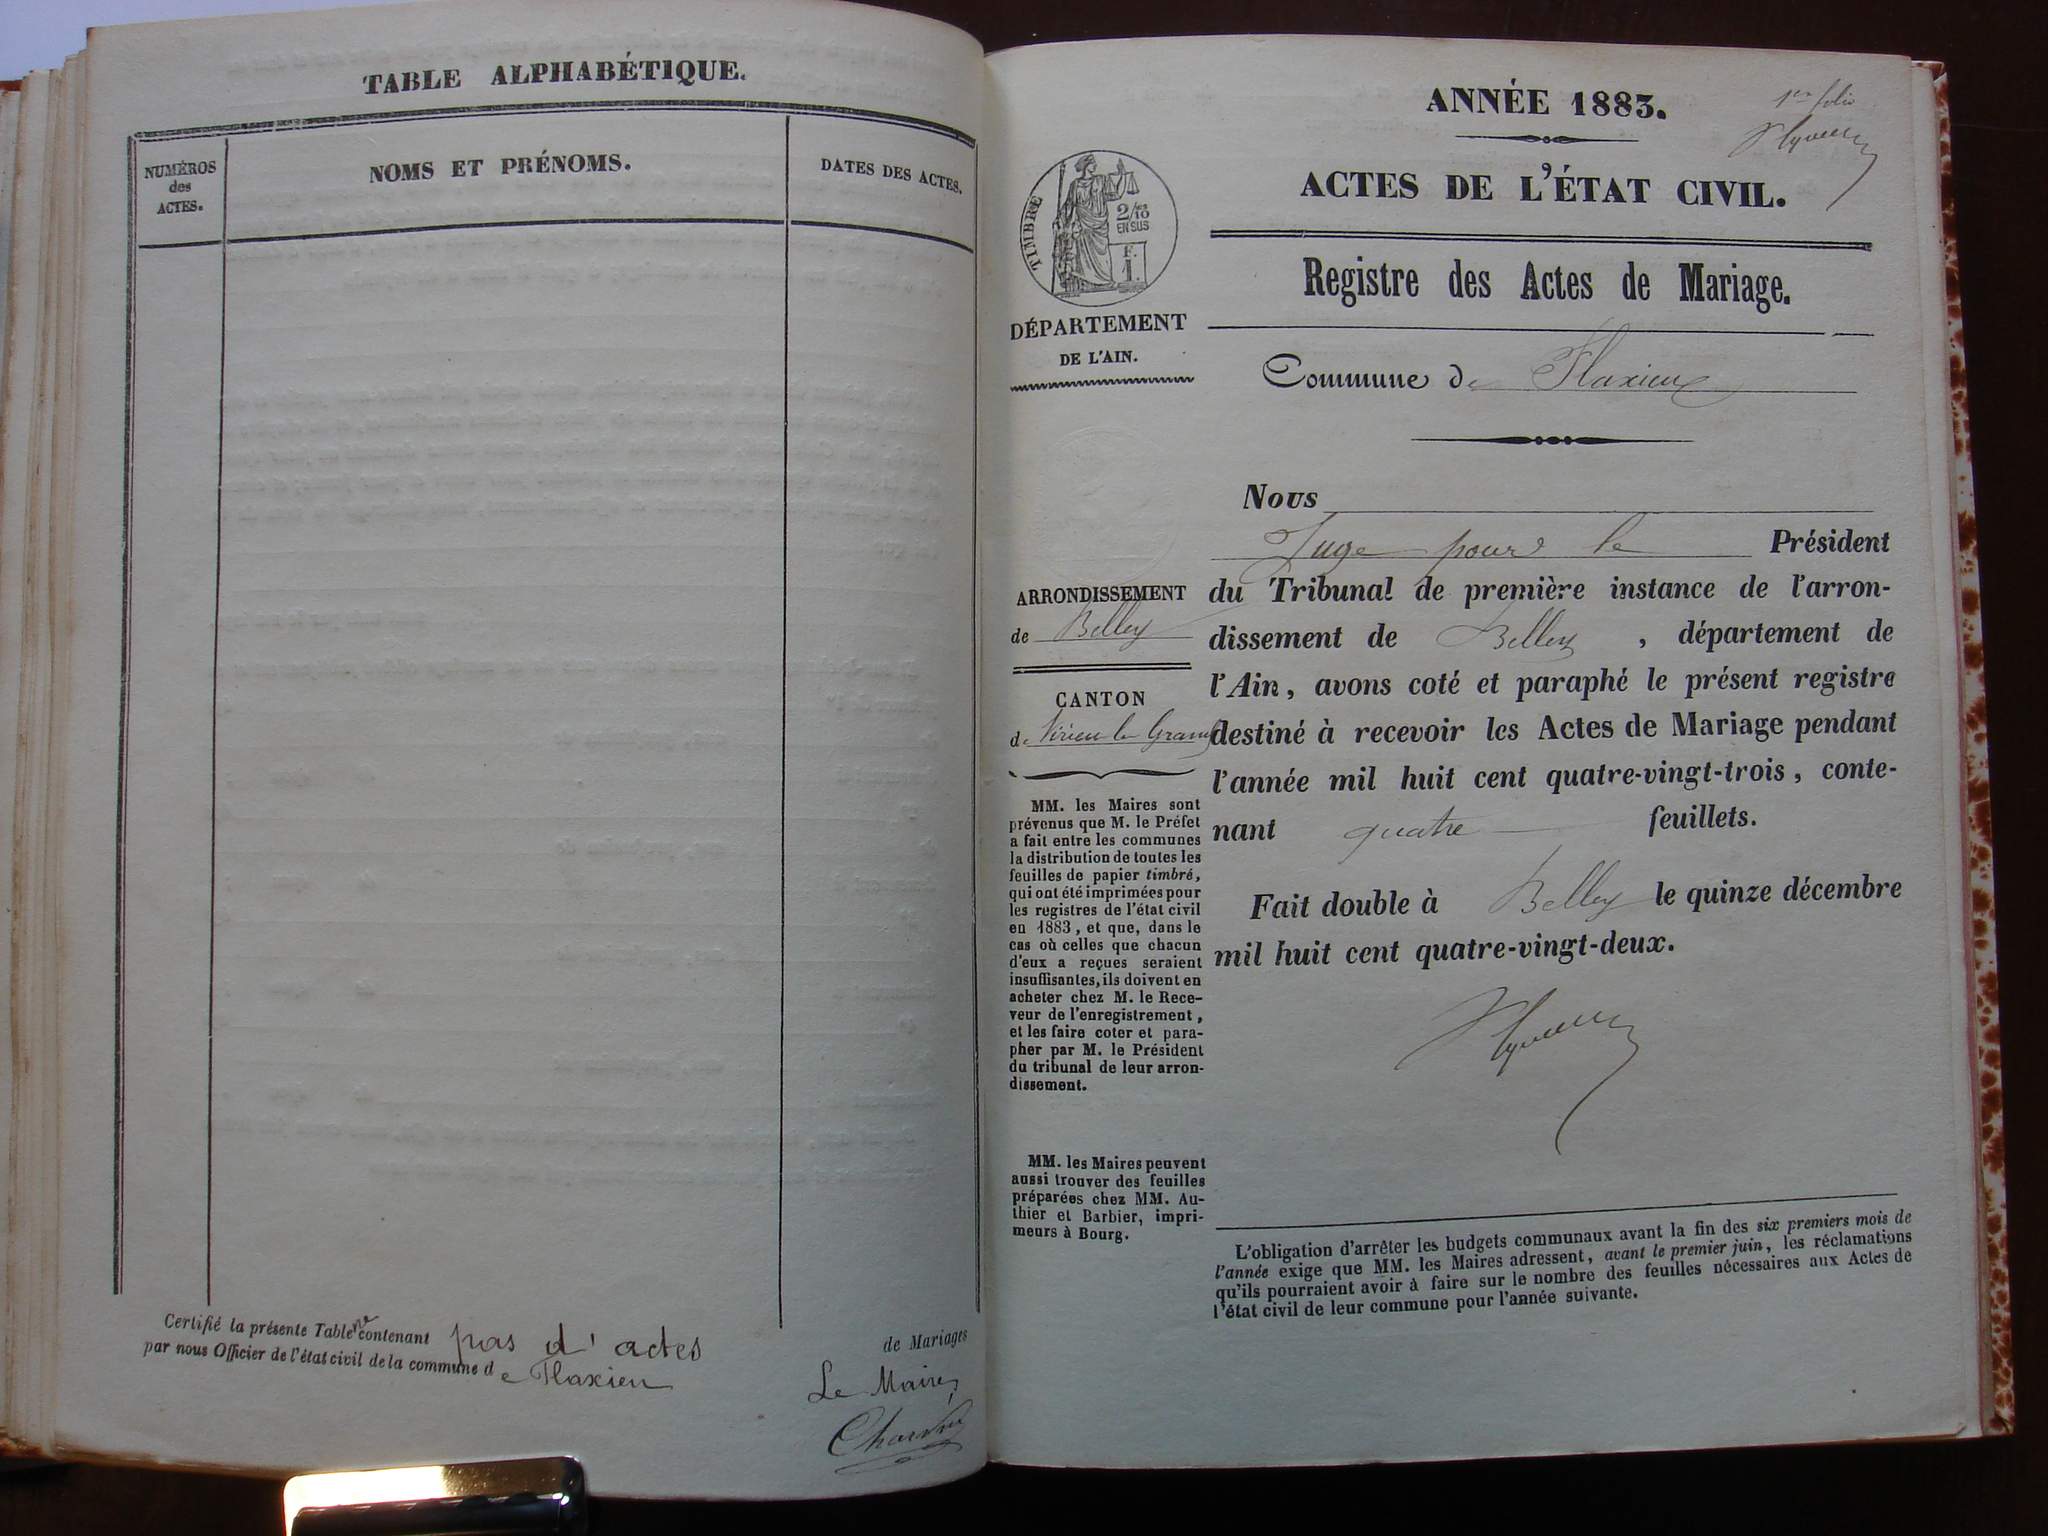 TABLE ALPHABÉTIQUE.
NUMÉROS
des
ACTES.
NOMS ET PRÉNOMS.
DATES DES ACTES.
Certifié la présente Table ne contenant pas d'actes de Mariages
par nous Officier de l'état civil de la commune de Flaxieu
Le Maire,
1er folio
ANNÉE 1883.
ACTES DE L'ÉTAT CIVIL.
TIMBRE
2/10es
EN SUS
F.
1.
Registre des Actes de Mariage.
DÉPARTEMENT
DE L'AIN.
Commune de Flaxieu
ARRONDISSEMENT
de Belley
CANTON
de Virieu le Grand
MM. les Maires sont
prévenus que M. le Préfet
a fait entre les communes
la distribution de toutes les
feuilles de papier timbré,
qui ont été imprimées pour
les registres de l'état civil
en 1883, et que, dans le
cas où celles que chacun
d'eux a reçues seraient
insuffisantes, ils doivent en
acheter chez M. le Rece-
veur de l'enregistrement,
et les faire coter et para-
pher par M. le Président
du tribunal de leur arron-
dissement.
MM. les Maires peuvent
aussi trouver des feuilles
préparées chez MM. Au-
thier et Barbier, impri-
meurs à Bourg.
Nous
Juge pour le Président
du Tribunal de première instance de l'arron-
dissement de Belley, département de
l'Ain, avons coté et paraphé le présent registre
destiné à recevoir les Actes de Mariage pendant
l'année mil huit cent quatre-vingt-trois, conte-
nant quatre feuillets.
Fait double à Belley le quinze décembre
mil huit cent quatre-vingt-deux.
L'obligation d'arrêter les budgets communaux avant la fin des six premiers mois de
l'année exige que MM. les Maires adressent, avant le premier juin, les réclamations
qu'ils pourraient avoir à faire sur le nombre des feuilles nécessaires aux Actes de
l'état civil de leur commune pour l'année suivante.